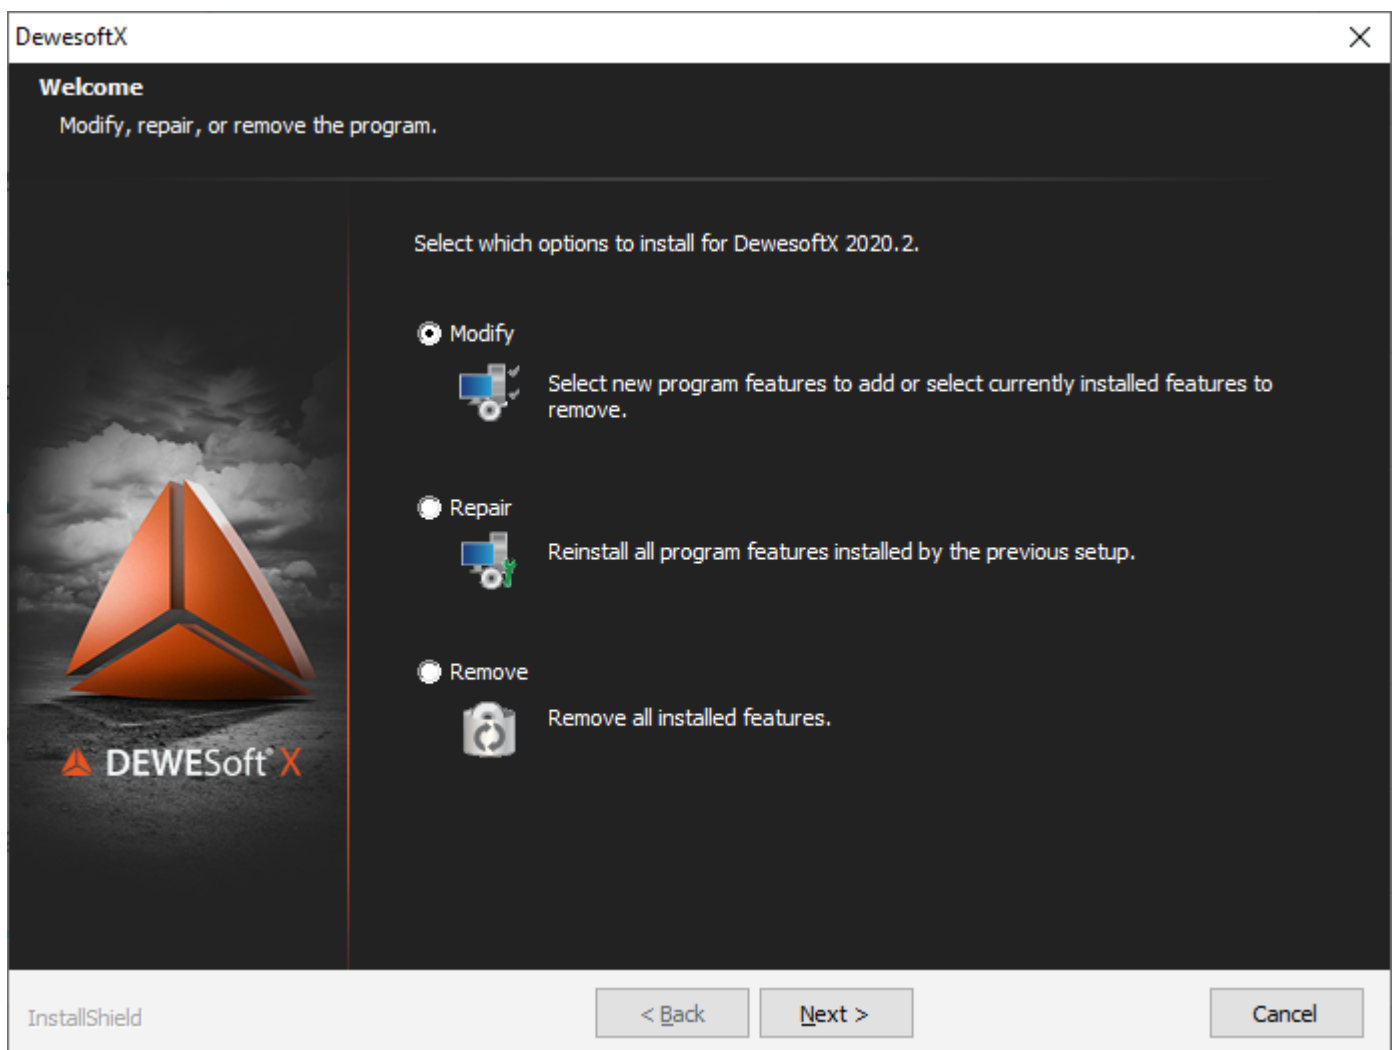 DewesoftX
Welcome
Modify, repair, or remove the program.
Select which options to install for DewesoftX 2020.2.
Modify
Select new program features to add or select currently installed features to
remove.
Repair
Reinstall all program features installed by the previous setup.
Remove
Remove all installed features.
DEWESoft® X
InstallShield
< Back
Next >
Cancel